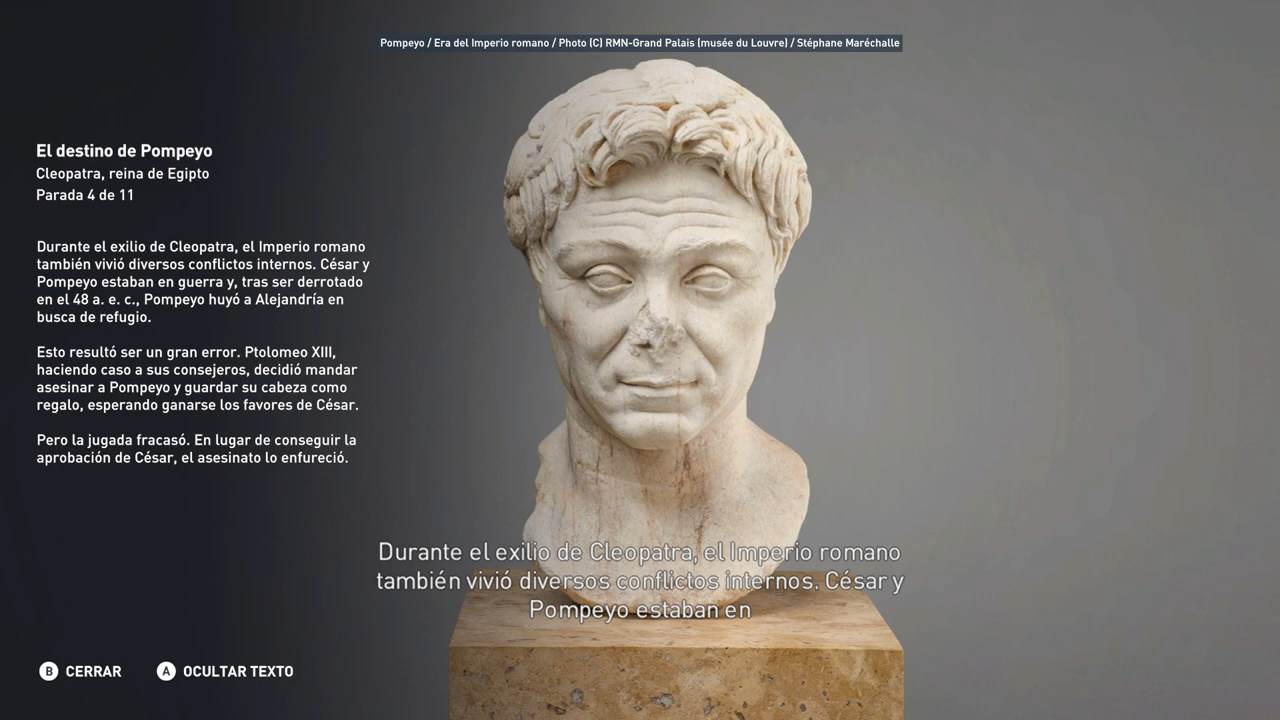 Pompeyo / Era del Imperio romano / Photo (C) RMN-Grand Palais (musée du Louvre) / Stéphane Maréchalle
El destino de Pompeyo
Cleopatra, reina de Egipto
Parada 4 de 11
Durante el exilio de Cleopatra, el Imperio romano
también vivió diversos conflictos internos. César y
Pompeyo estaban en guerra y, tras ser derrotado
en el 48 a. e. c., Pompeyo huyó a Alejandría en
busca de refugio.
Esto resultó ser un gran error. Ptolomeo XIII,
haciendo caso a sus consejeros, decidió mandar
asesinar a Pompeyo y guardar su cabeza como
regalo, esperando ganarse los favores de César.
Pero la jugada fracasó. En lugar de conseguir la
aprobación de César, el asesinato lo enfureció.
Durante el exilio de Cleopatra, el Imperio romano
también vivió diversos conflictos internos. César y
Pompeyo estaban en
B CERRAR A OCULTAR TEXTO